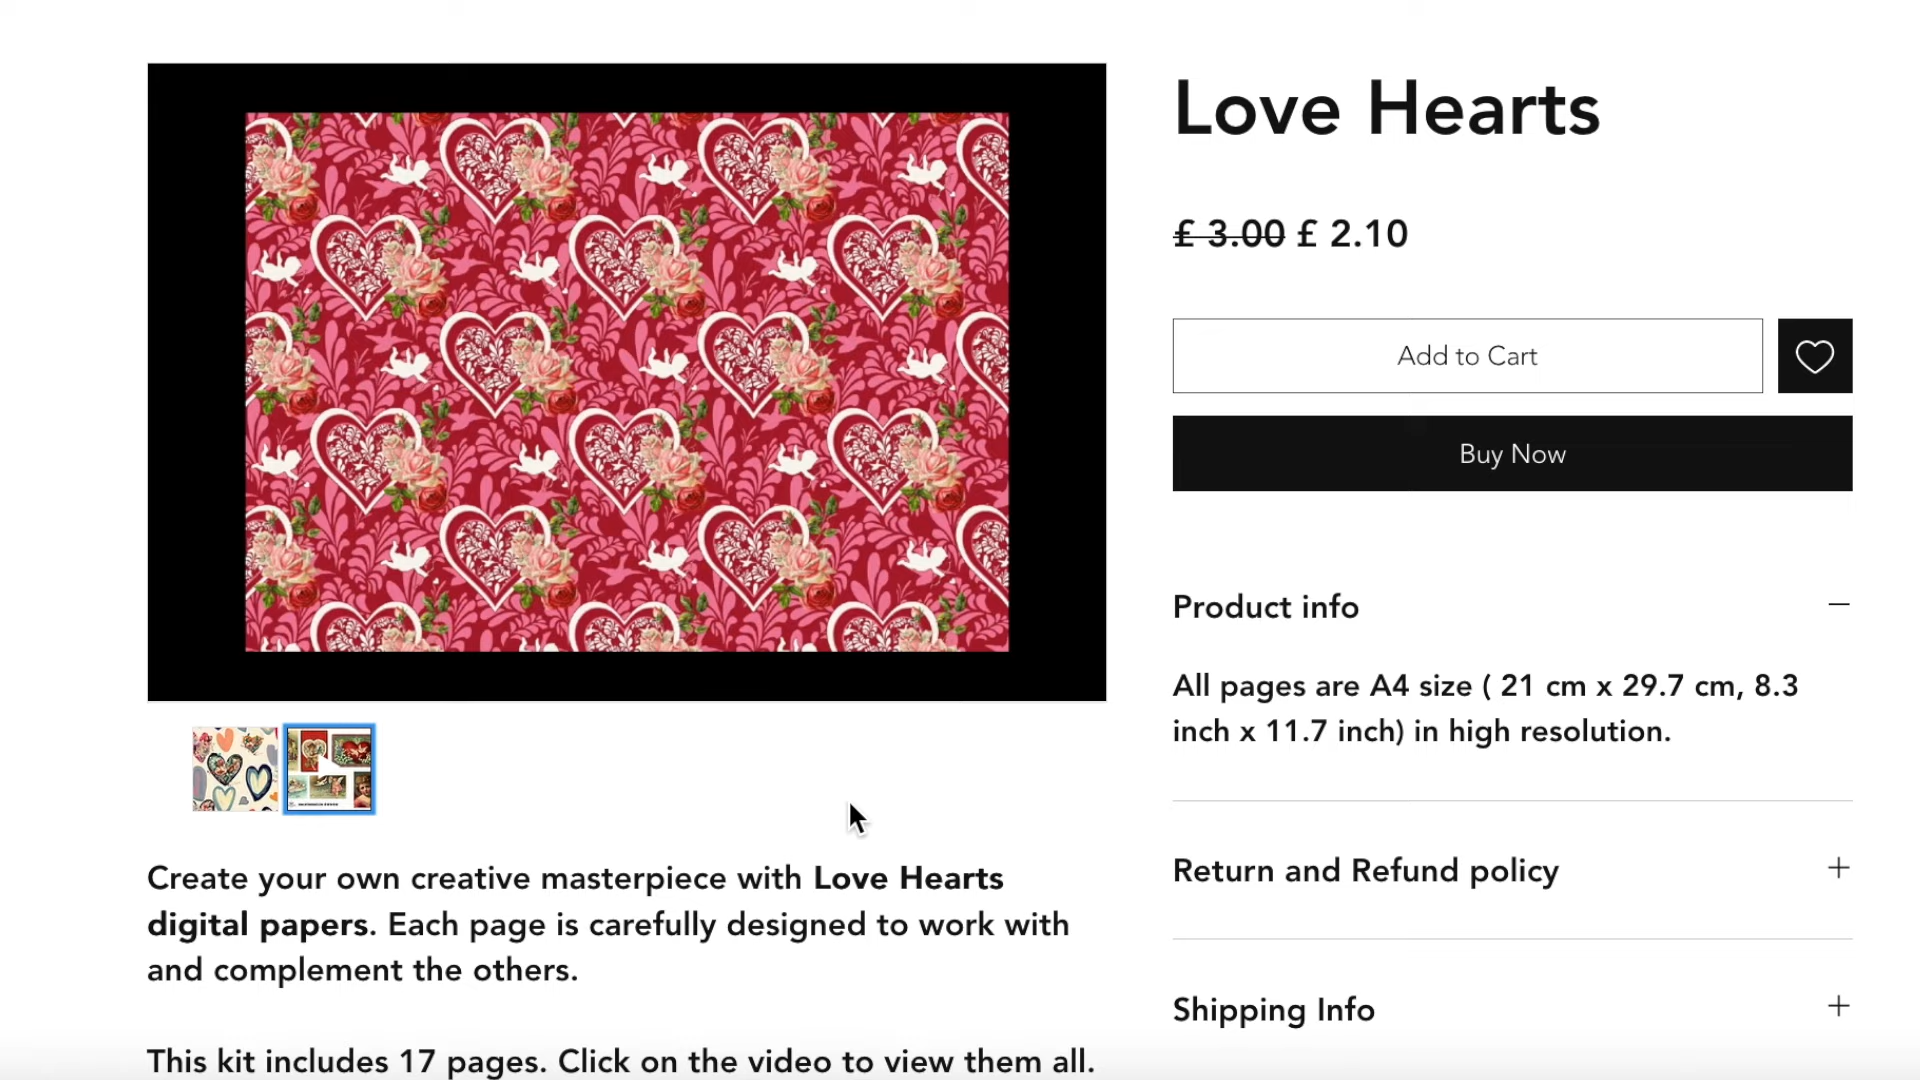 Love Hearts
£ 3.00 £ 2.10
Add to Cart
Buy Now
Product info
All pages are A4 size ( 21 cm x 29.7 cm, 8.3
inch x 11.7 inch) in high resolution.
Return and Refund policy
Shipping Info
Create your own creative masterpiece with Love Hearts
digital papers. Each page is carefully designed to work with
and complement the others.
This kit includes 17 pages. Click on the video to view them all.